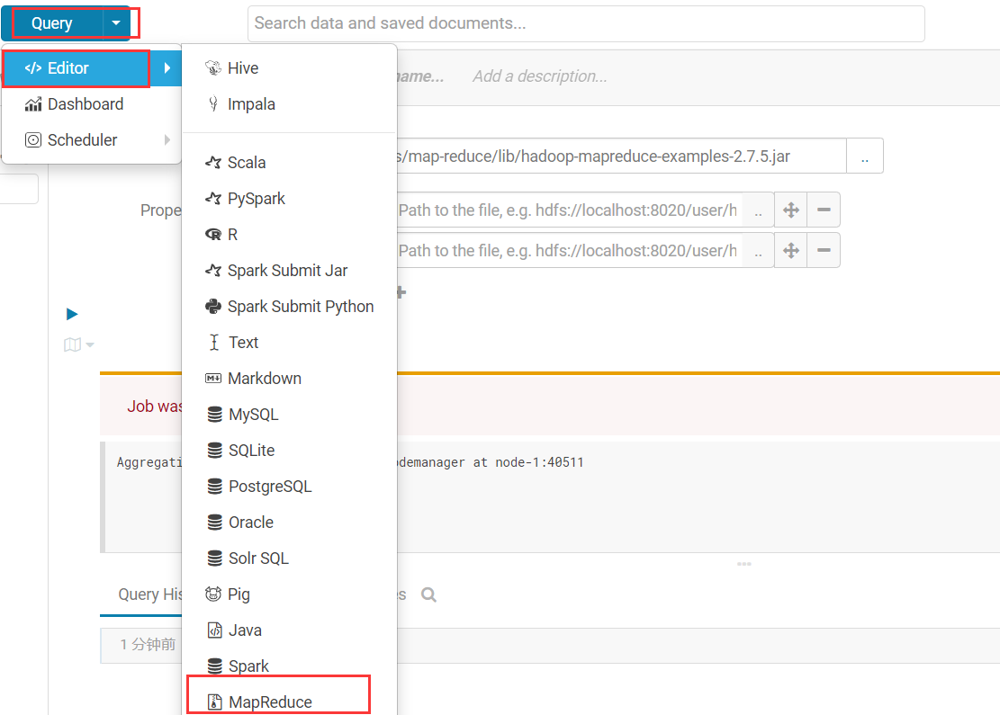 Query
Search data and saved documents...
</> Editor
Dashboard
Scheduler
Hive
Impala
Scala
PySpark
R
Spark Submit Jar
Spark Submit Python
Text
Markdown
MySQL
SQLite
PostgreSQL
Oracle
Solr SQL
Pig
Java
Spark
MapReduce
name... Add a description...
s/map-reduce/lib/hadoop-mapreduce-examples-2.7.5.jar ..
Prope
Path to the file, e.g. hdfs://localhost:8020/user/h ..
Path to the file, e.g. hdfs://localhost:8020/user/h ..
Job was
Aggregati
odemanager at node-1:40511
Query His
es
1 分钟前